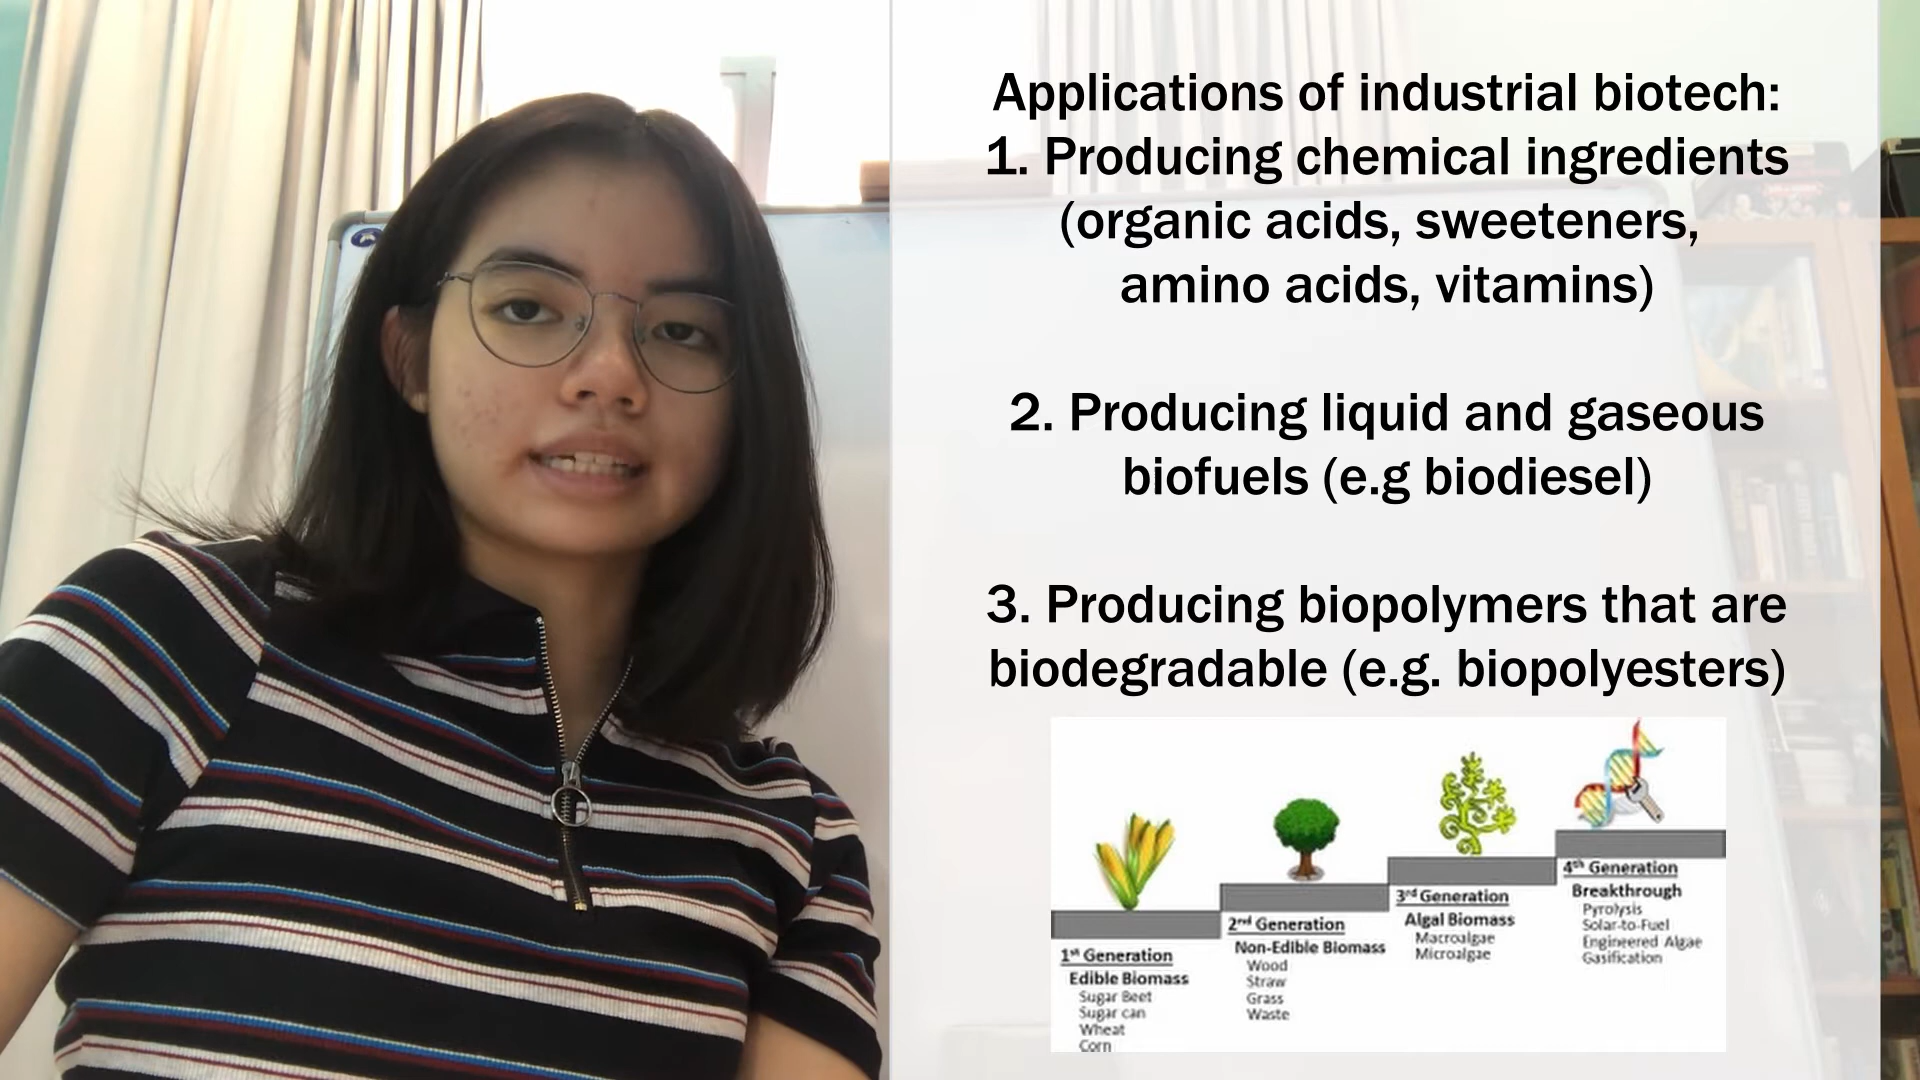 Applications of industrial biotech:
1. Producing chemical ingredients
(organic acids, sweeteners,
amino acids, vitamins)
2. Producing liquid and gaseous
biofuels (e.g biodiesel)
3. Producing biopolymers that are
biodegradable (e.g. biopolyesters)
1st Generation
Edible Biomass
Sugar Beet
Sugar can
Wheat
Corn
2nd Generation
Non-Edible Biomass
Wood
Straw
Grass
Waste
3rd Generation
Algal Biomass
Macroalgae
Microalgae
4th Generation
Breakthrough
Pyrolysis
Solar-to-Fuel
Engineered Algae
Gasification